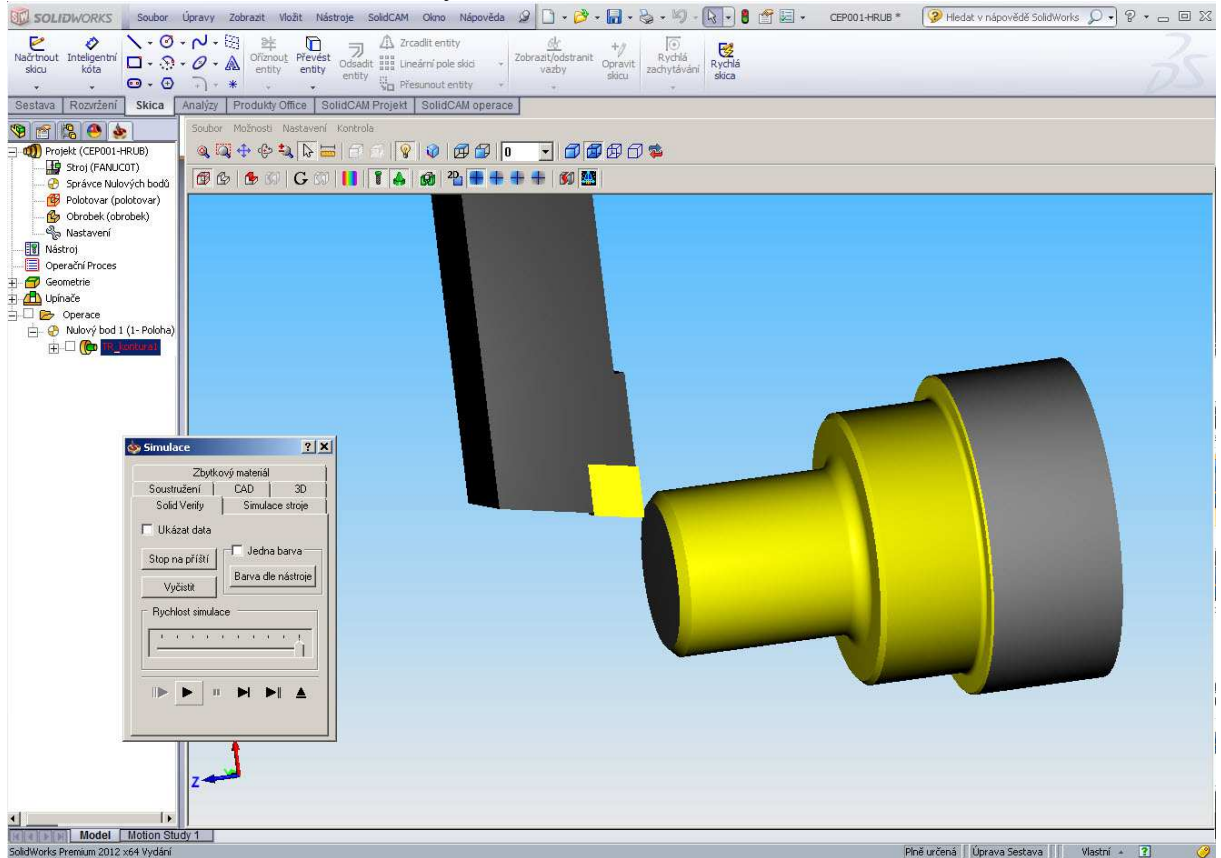 SOLIDWORKS Soubor Úpravy Zobrazit Vložit Nástroje SolidCAM Okno Nápověda CEP001-HRUB * Hledat v nápovědě SolidWorks
Načrtnout skicu
Inteligentní kóta
Oříznout entity
Převést entity
Odsadit entity
Zrcadlit entity
Lineární pole skici
Přesunout entity
Zobrazit/odstranit vazby
Opravit skicu
Rychlá zachytávání
Rychlá skica
Sestava Rozvržení Skica Analýzy Produkty Office SolidCAM Projekt SolidCAM operace
Soubor Možnosti Nastavení Kontrola
0
G 2D
Projekt (CEP001-HRUB)
Stroj (FANUC0T)
Správce Nulových bodů
Polotovar (polotovar)
Obrobek (obrobek)
Nastavení
Nástroj
Operační Proces
Geometrie
Upínače
Operace
Nulový bod 1 (1- Poloha)
TR_kontura1
Simulace
Zbytkový materiál
Soustružení CAD 3D
Solid Verify Simulace stroje
Ukázat data
Stop na příští
Jedna barva
Vyčistit
Barva dle nástroje
Rychlost simulace
Z
Model Motion Study 1
SolidWorks Premium 2012 x64 Vydání Plně určená Úprava Sestava Vlastní